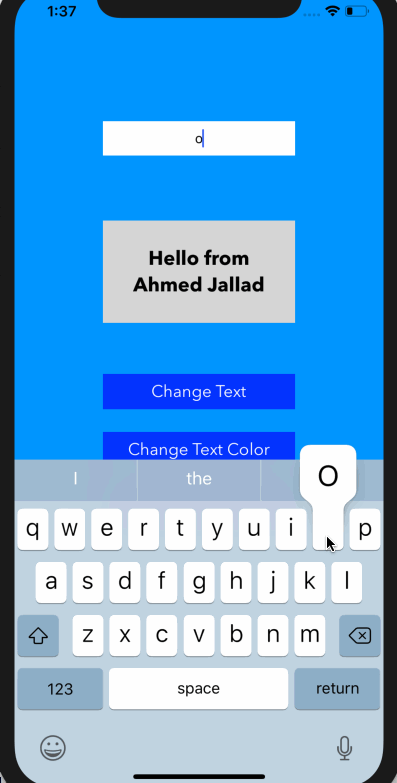 1:37
o
Hello from
Ahmed Jallad
Change Text
Change Text Color
I the
O
q w e r t y u i p
a s d f g h j k l
z x c v b n m
123 space return